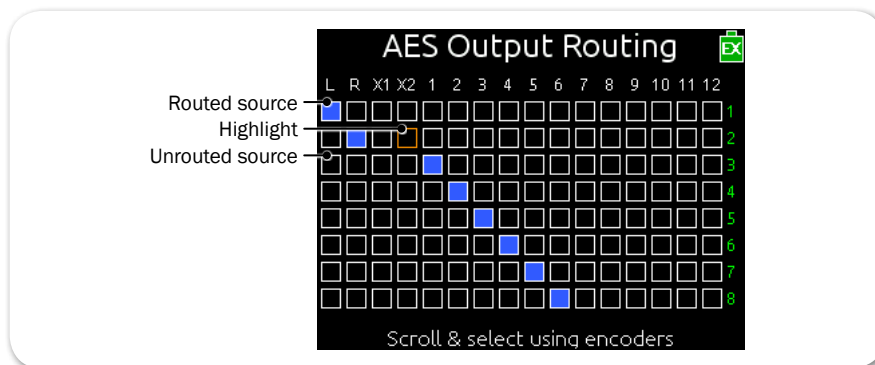 AES Output Routing
EX
L R X1 X2 1 2 3 4 5 6 7 8 9 10 11 12
Routed source
1
Highlight
2
Unrouted source
3
4
5
6
7
8
Scroll & select using encoders